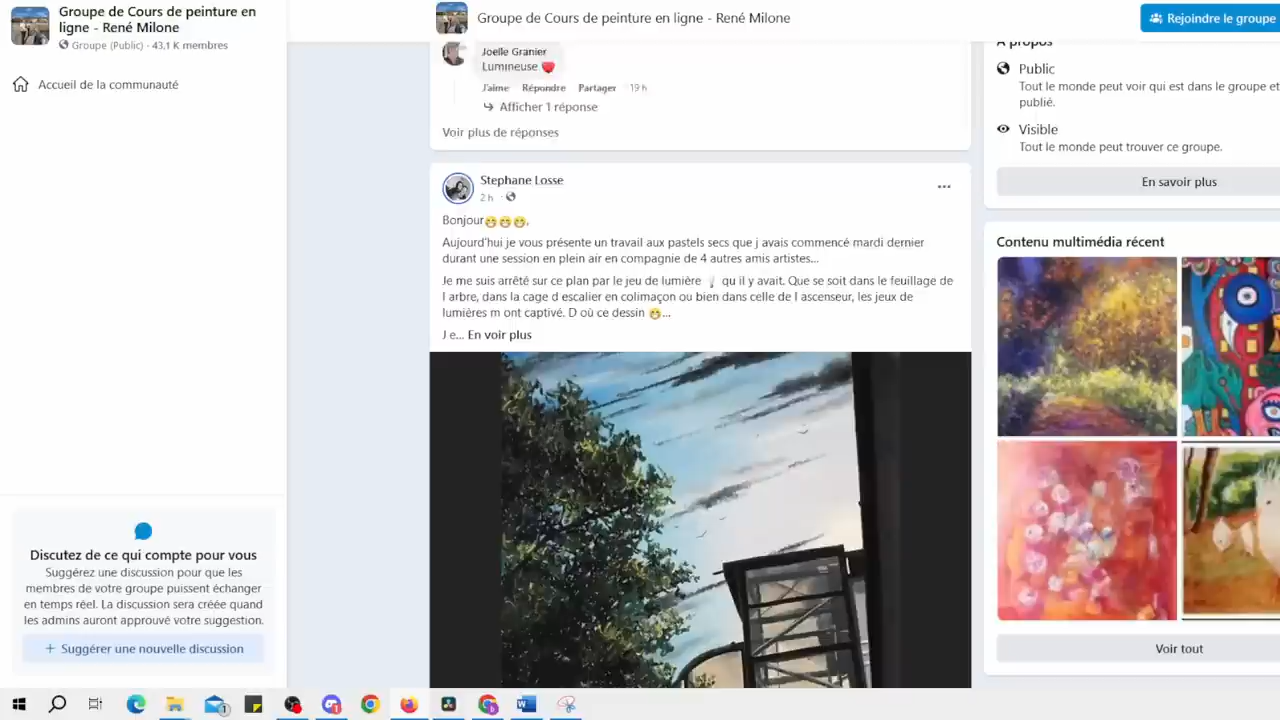 Groupe de Cours de peinture en
ligne - René Milone
Groupe (Public) · 43,1 K membres
Accueil de la communauté
Discutez de ce qui compte pour vous
Suggérez une discussion pour que les
membres de votre groupe puissent échanger
en temps réel. La discussion sera créée quand
les admins auront approuvé votre suggestion.
+ Suggérer une nouvelle discussion
Groupe de Cours de peinture en ligne - René Milone
Rejoindre le groupe
Joelle Granier
Lumineuse ❤️
J'aime Répondre Partager 19 h
Afficher 1 réponse
Voir plus de réponses
Stephane Losse
2 h ·
Bonjour😁😁😁,
Aujourd'hui je vous présente un travail aux pastels secs que j avais commencé mardi dernier
durant une session en plein air en compagnie de 4 autres amis artistes...
Je me suis arrêté sur ce plan par le jeu de lumière 💡 qu il y avait. Que se soit dans le feuillage de
l arbre, dans la cage d escalier en colimaçon ou bien dans celle de l ascenseur, les jeux de
lumières m ont captivé. D où ce dessin 😁...
J e... En voir plus
À propos
Public
Tout le monde peut voir qui est dans le groupe et
publié.
Visible
Tout le monde peut trouver ce groupe.
En savoir plus
Contenu multimédia récent
Voir tout